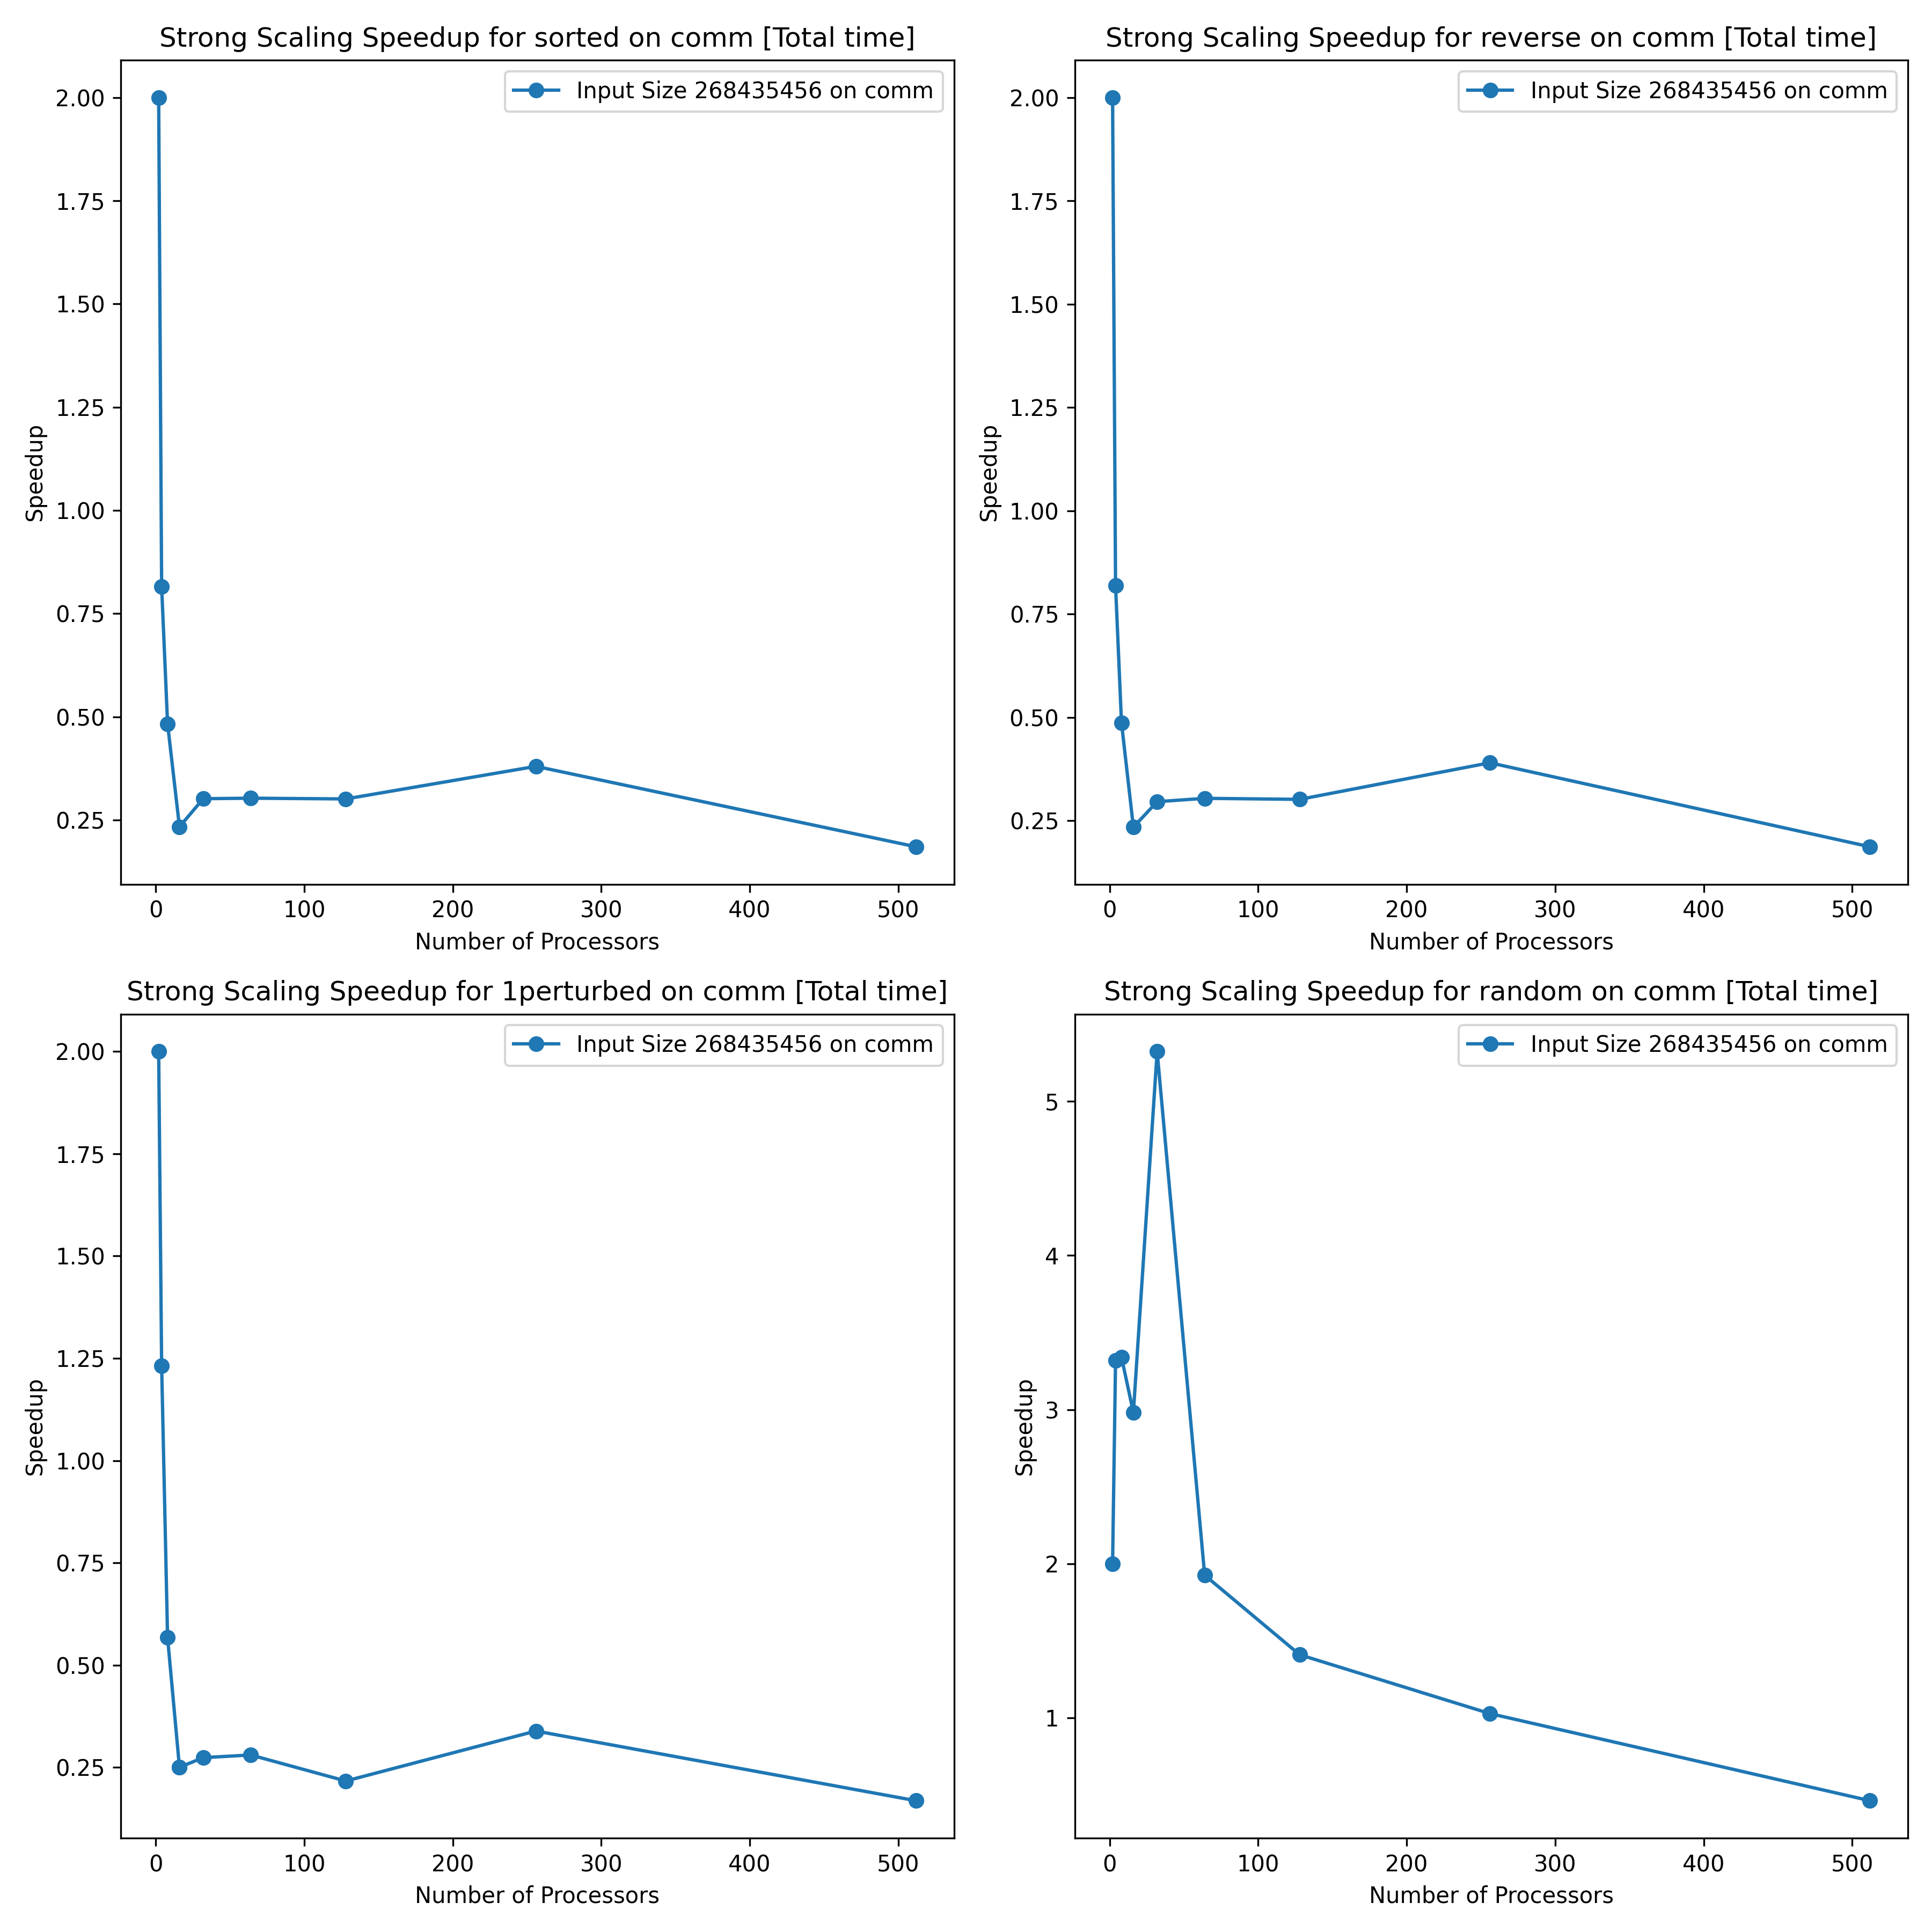 Strong Scaling Speedup for sorted on comm [Total time]
Input Size 268435456 on comm
2.00
1.75
1.50
1.25
1.00
0.75
0.50
0.25
Speedup
0 100 200 300 400 500
Number of Processors
Strong Scaling Speedup for reverse on comm [Total time]
Input Size 268435456 on comm
2.00
1.75
1.50
1.25
1.00
0.75
0.50
0.25
Speedup
0 100 200 300 400 500
Number of Processors
Strong Scaling Speedup for 1perturbed on comm [Total time]
Input Size 268435456 on comm
2.00
1.75
1.50
1.25
1.00
0.75
0.50
0.25
Speedup
0 100 200 300 400 500
Number of Processors
Strong Scaling Speedup for random on comm [Total time]
Input Size 268435456 on comm
5
4
3
2
1
Speedup
0 100 200 300 400 500
Number of Processors